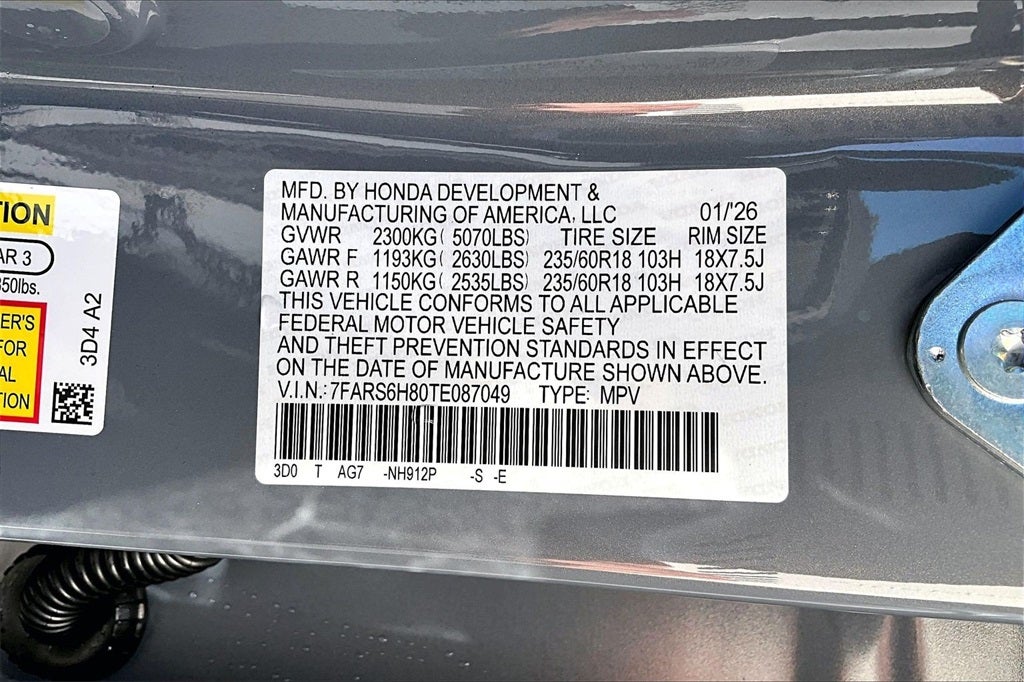 TION
AR 3
350lbs.
ER'S
FOR
AL
TION
3D4 A2
MFD. BY HONDA DEVELOPMENT &
MANUFACTURING OF AMERICA, LLC 01/'26
GVWR 2300KG( 5070LBS) TIRE SIZE RIM SIZE
GAWR F 1193KG( 2630LBS) 235/60R18 103H 18X7.5J
GAWR R 1150KG( 2535LBS) 235/60R18 103H 18X7.5J
THIS VEHICLE CONFORMS TO ALL APPLICABLE
FEDERAL MOTOR VEHICLE SAFETY
AND THEFT PREVENTION STANDARDS IN EFFECT
ON THE DATE OF MANUFACTURE SHOWN ABOVE.
V.I.N.:7FARS6H80TE087049 TYPE: MPV
3D0 T AG7 -NH912P -S -E